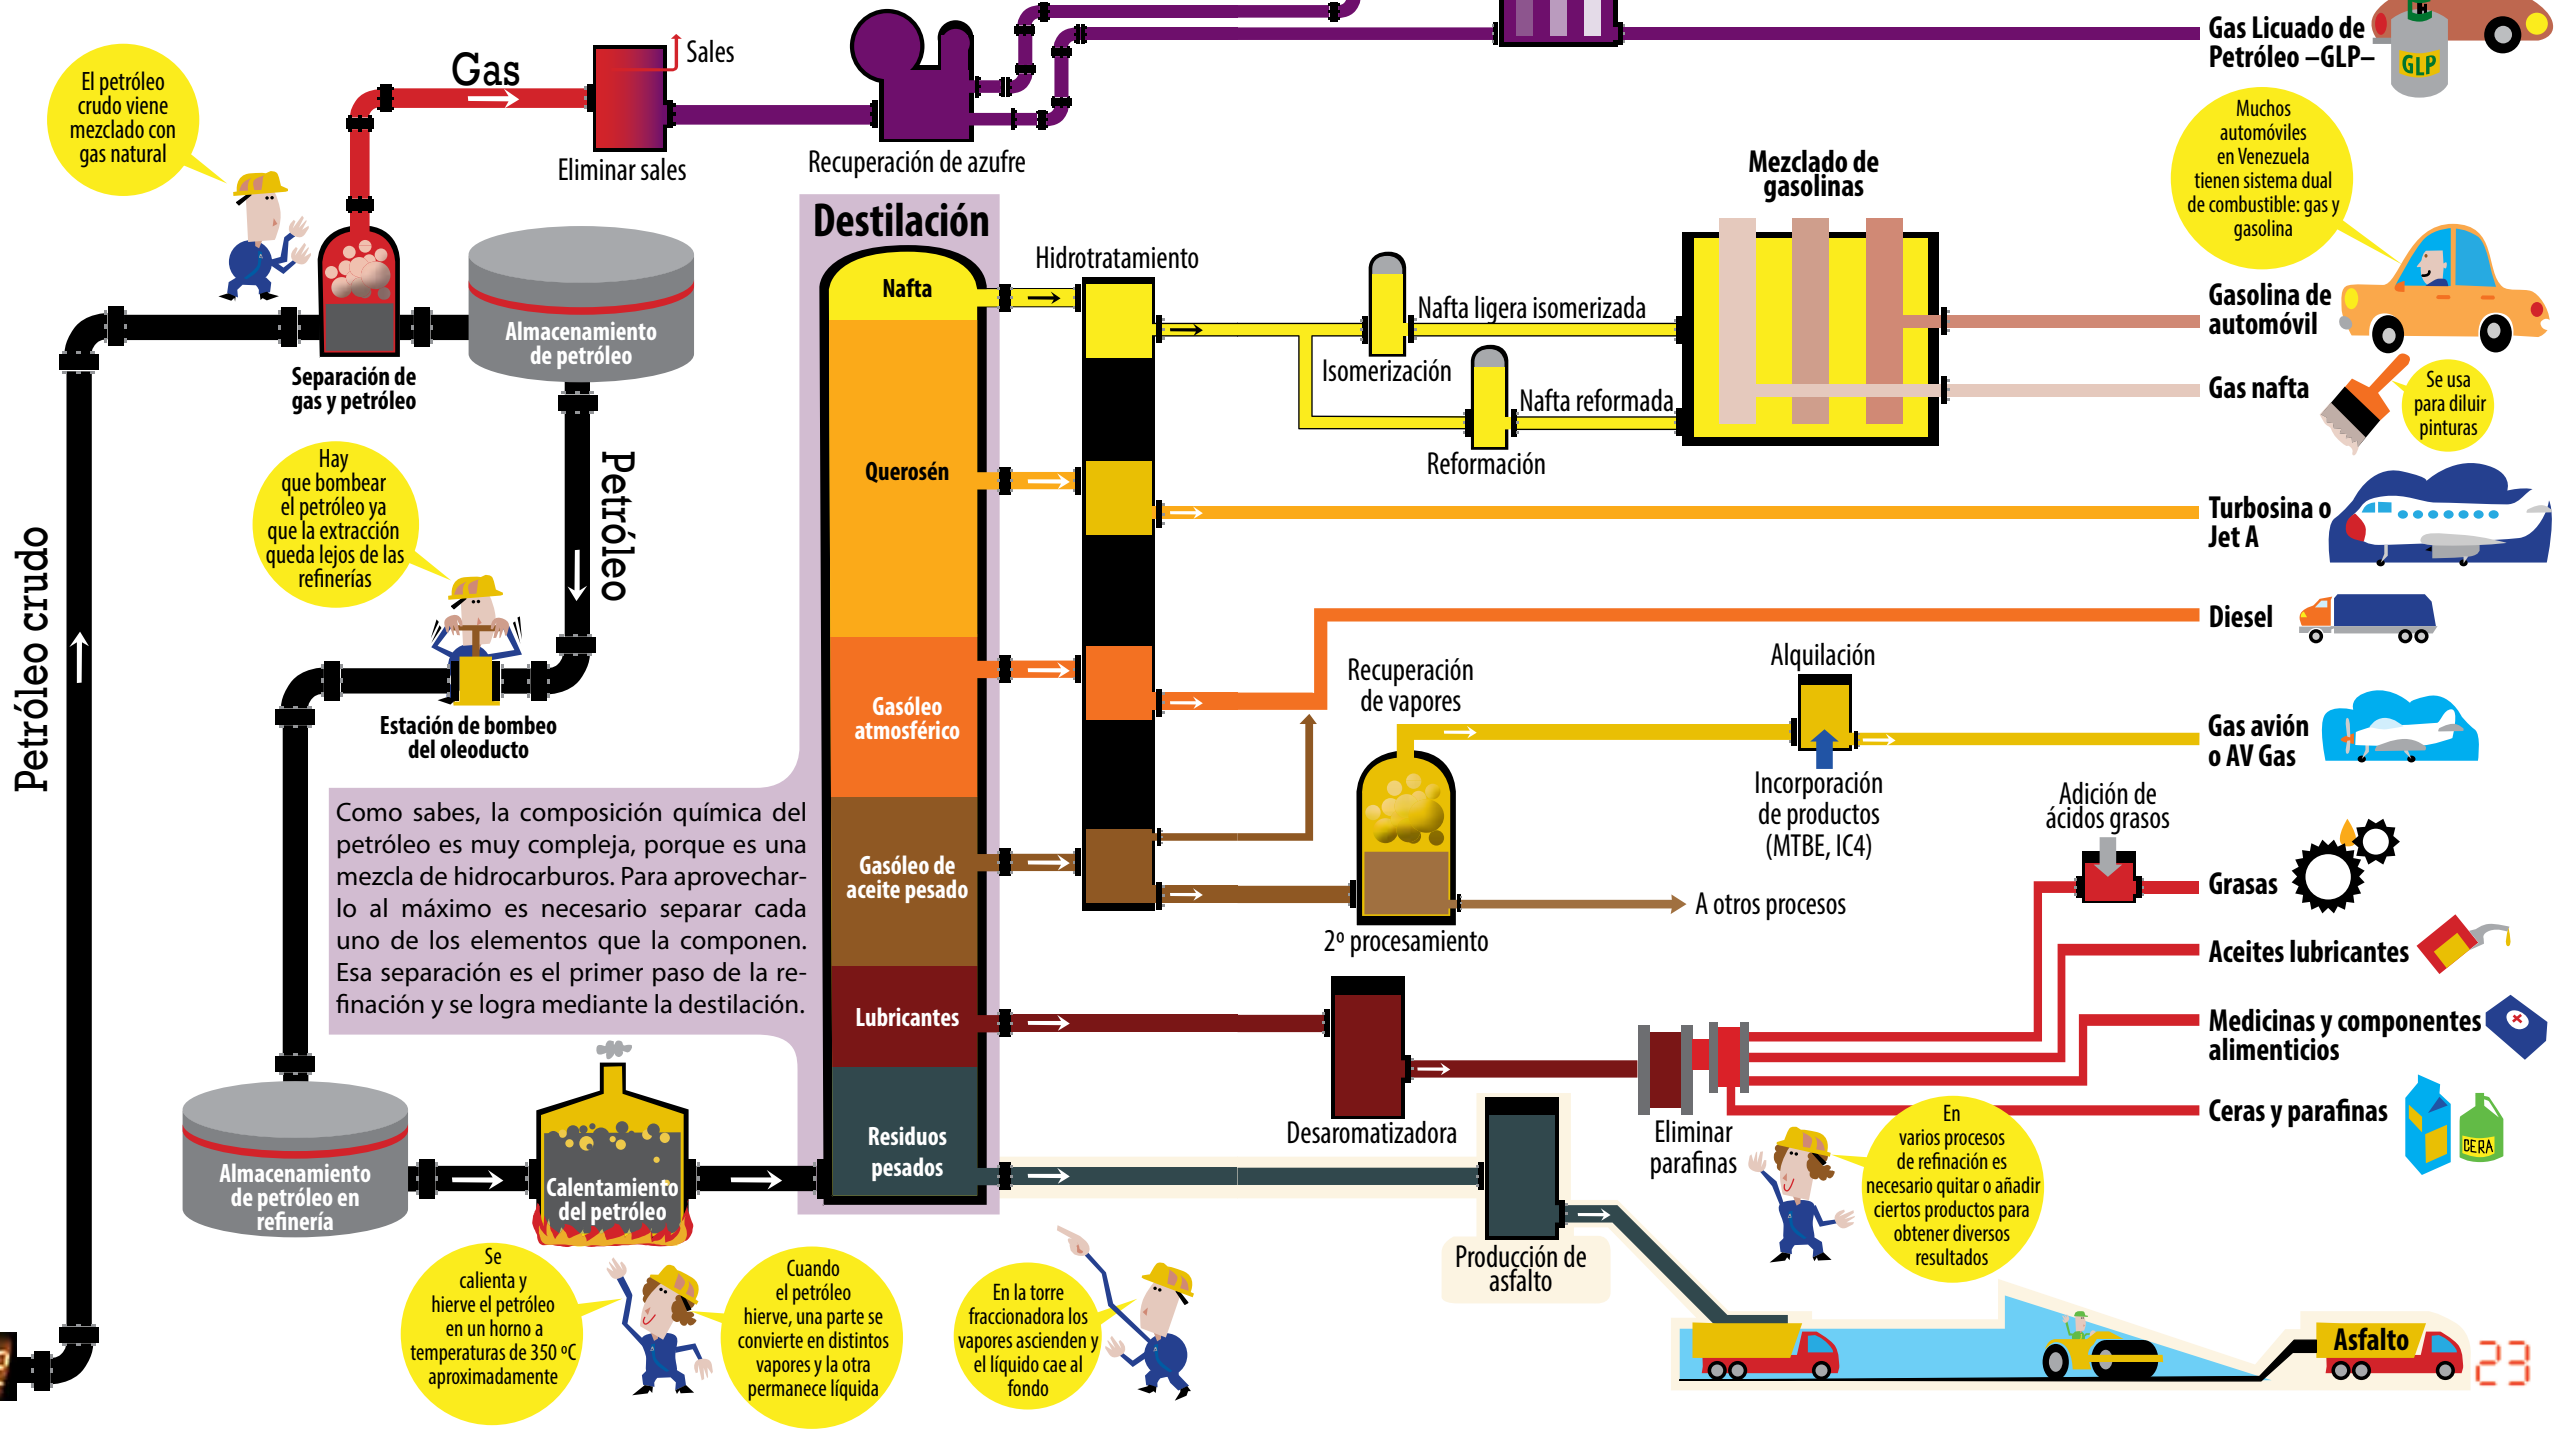 Gas Licuado de
Petróleo –GLP–
GLP
El petróleo
crudo viene
mezclado con
gas natural
Gas
Sales
Eliminar sales
Recuperación de azufre
Muchos
automóviles
en Venezuela
tienen sistema dual
de combustible: gas y
gasolina
Mezclado de
gasolinas
Destilación
Hidrotratamiento
Nafta
Nafta ligera isomerizada
Isomerización
Nafta reformada
Reformación
Gasolina de
automóvil
Gas nafta
Se usa
para diluir
pinturas
Almacenamiento
de petróleo
Separación de
gas y petróleo
Petróleo
Petróleo crudo
Hay
que bombear
el petróleo ya
que la extracción
queda lejos de las
refinerías
Estación de bombeo
del oleoducto
Querosén
Turbosina o
Jet A
Diesel
Gasóleo
atmosférico
Recuperación
de vapores
Alquilación
Gas avión
o AV Gas
Incorporación
de productos
(MTBE, IC4)
Adición de
ácidos grasos
Gasóleo de
aceite pesado
A otros procesos
2º procesamiento
Grasas
Aceites lubricantes
Medicinas y componentes
alimenticios
Ceras y parafinas
CERA
Como sabes, la composición química del
petróleo es muy compleja, porque es una
mezcla de hidrocarburos. Para aprovechar-
lo al máximo es necesario separar cada
uno de los elementos que la componen.
Esa separación es el primer paso de la re-
finación y se logra mediante la destilación.
Lubricantes
Desaromatizadora
Eliminar
parafinas
Residuos
pesados
En
varios procesos
de refinación es
necesario quitar o añadir
ciertos productos para
obtener diversos
resultados
Almacenamiento
de petróleo en
refinería
Calentamiento
del petróleo
Producción de
asfalto
Se
calienta y
hierve el petróleo
en un horno a
temperaturas de 350 ºC
aproximadamente
Cuando
el petróleo
hierve, una parte se
convierte en distintos
vapores y la otra
permanece líquida
En la torre
fraccionadora los
vapores ascienden y
el líquido cae al
fondo
Asfalto
23